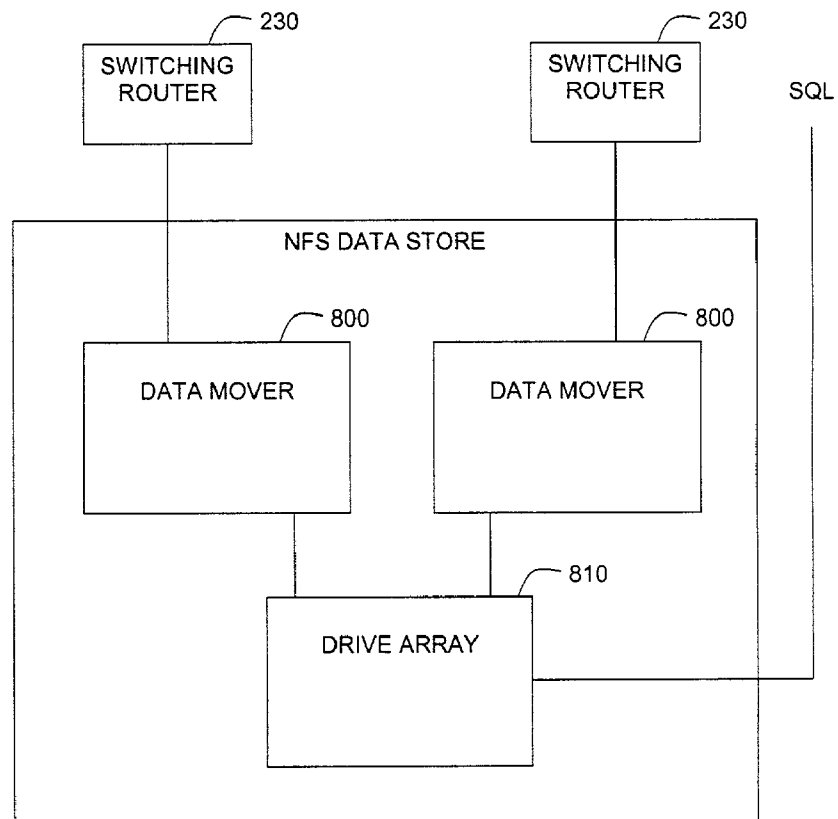 230
230
SWITCHING
ROUTER
SWITCHING
ROUTER
SQL
NFS DATA STORE
800
800
DATA MOVER
DATA MOVER
810
DRIVE ARRAY